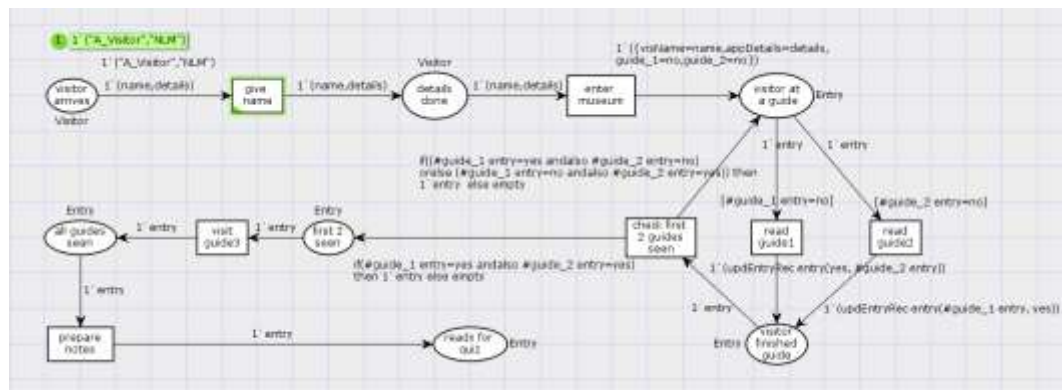 1 1`("A_Visitor","NLM")
1`("A_Visitor","NLM")
visitor
arrives
Visitor
1`(name,details)
give
name
1`(name,details)
Visitor
details
done
1`(name,details)
enter
museum
1`({visName=name,appDetails=details,
guide_1=no,guide_2=no})
visitor at
a guide
Entry
1`entry
1`entry
if((#guide_1 entry=yes andalso #guide_2 entry=no)
orelse (#guide_1 entry=no andalso #guide_2 entry=yes)) then
1`entry else empty
[#guide_1 entry=no]
[#guide_2 entry=no]
Entry
all guides
seen
1`entry
visit
guide3
1`entry
Entry
first 2
seen
check first
2 guides
seen
read
guide1
read
guide2
if(#guide_1 entry=yes andalso #guide_2 entry=yes)
then 1`entry else empty
1`(updEntryRec entry(yes, #guide_2 entry))
1`entry
1`entry
1`(updEntryRec entry(#guide_1 entry, yes))
prepare
notes
1`entry
ready for
quiz
Entry
Entry
visitor
finished
guide